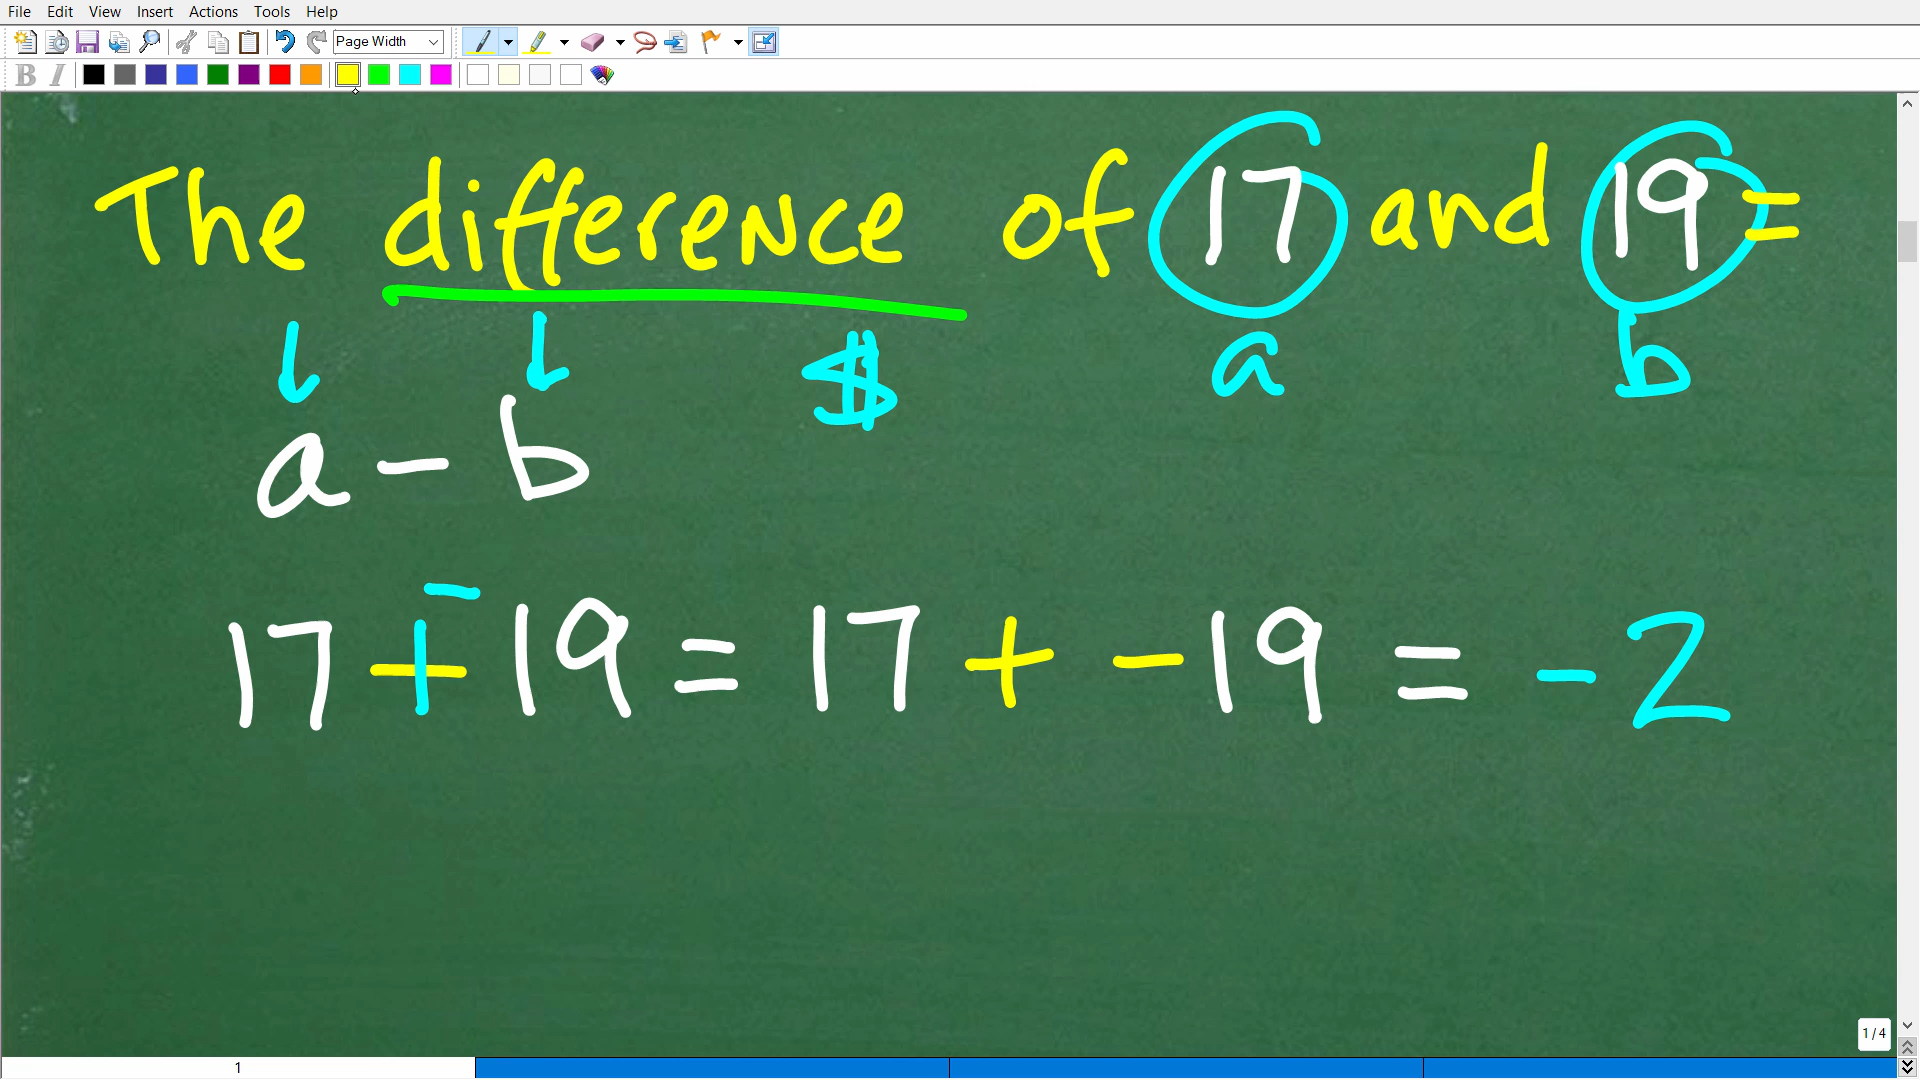 File Edit View Insert Actions Tools Help
Page Width
B I
The difference of 17 and 19 =
$ a b
a - b
17 + - 19 = 17 + - 19 = - 2
1 / 4
1